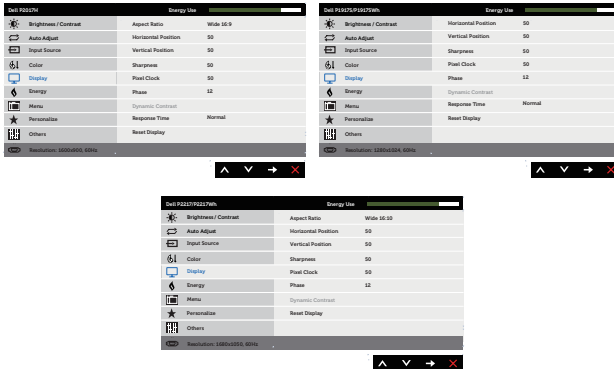 Dell P2017H Energy Use
Brightness / Contrast Aspect Ratio Wide 16:9
Auto Adjust Horizontal Position 50
Input Source Vertical Position 50
Color Sharpness 50
Display Pixel Clock 50
Energy Phase 12
Menu Dynamic Contrast
Personalize Response Time Normal
Others Reset Display
Resolution: 1600x900, 60Hz
Dell P1917S/P1917SWh Energy Use
Brightness / Contrast Horizontal Position 50
Auto Adjust Vertical Position 50
Input Source Sharpness 50
Color Pixel Clock 50
Display Phase 12
Energy Dynamic Contrast
Menu Response Time Normal
Personalize Reset Display
Others
Resolution: 1280x1024, 60Hz
Dell P2217/P2217Wh Energy Use
Brightness / Contrast Aspect Ratio Wide 16:10
Auto Adjust Horizontal Position 50
Input Source Vertical Position 50
Color Sharpness 50
Display Pixel Clock 50
Energy Phase 12
Menu Dynamic Contrast
Personalize Reset Display
Others
Resolution: 1680x1050, 60Hz